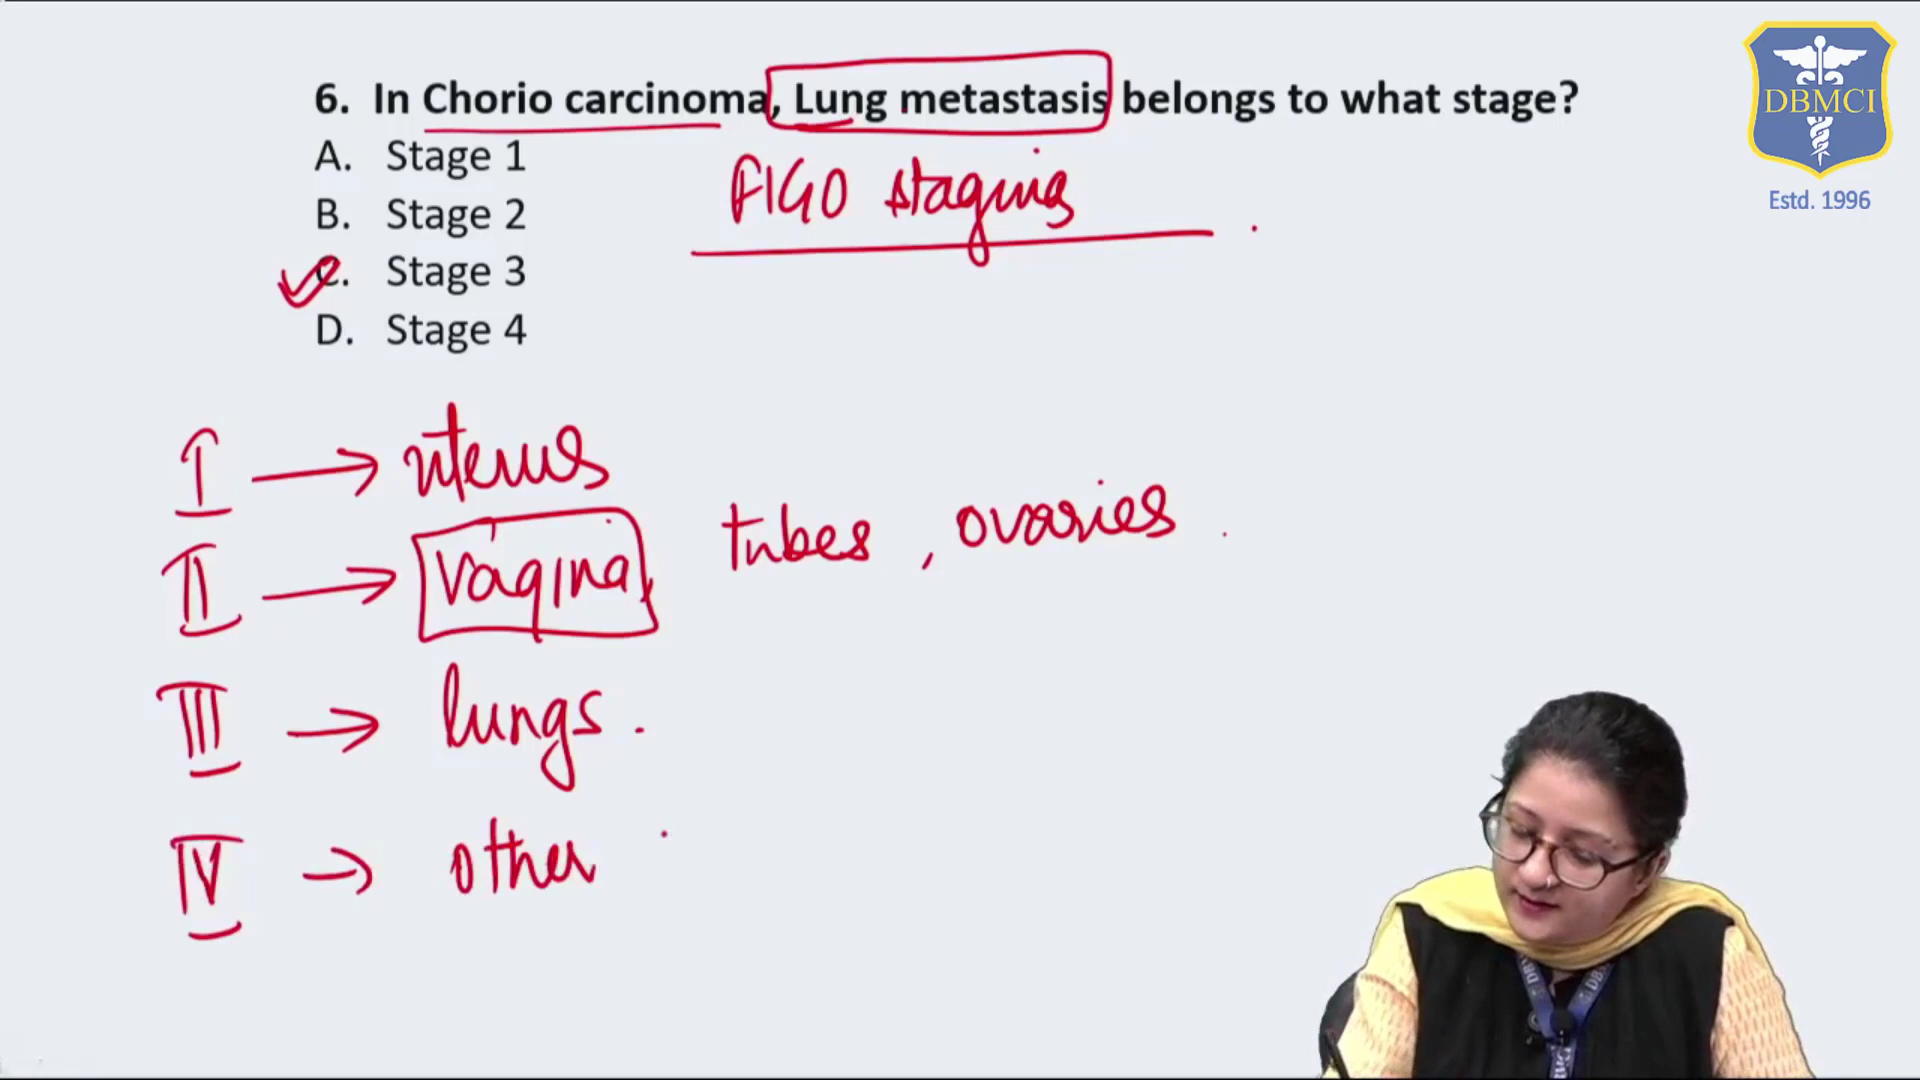 6. In Chorio carcinoma, Lung metastasis belongs to what stage?
A. Stage 1
B. Stage 2
C. Stage 3
D. Stage 4
FIGO staging
I → uterus
II → Vagina, tubes, ovaries.
III → lungs.
IV → other
DBMCI
Estd. 1996